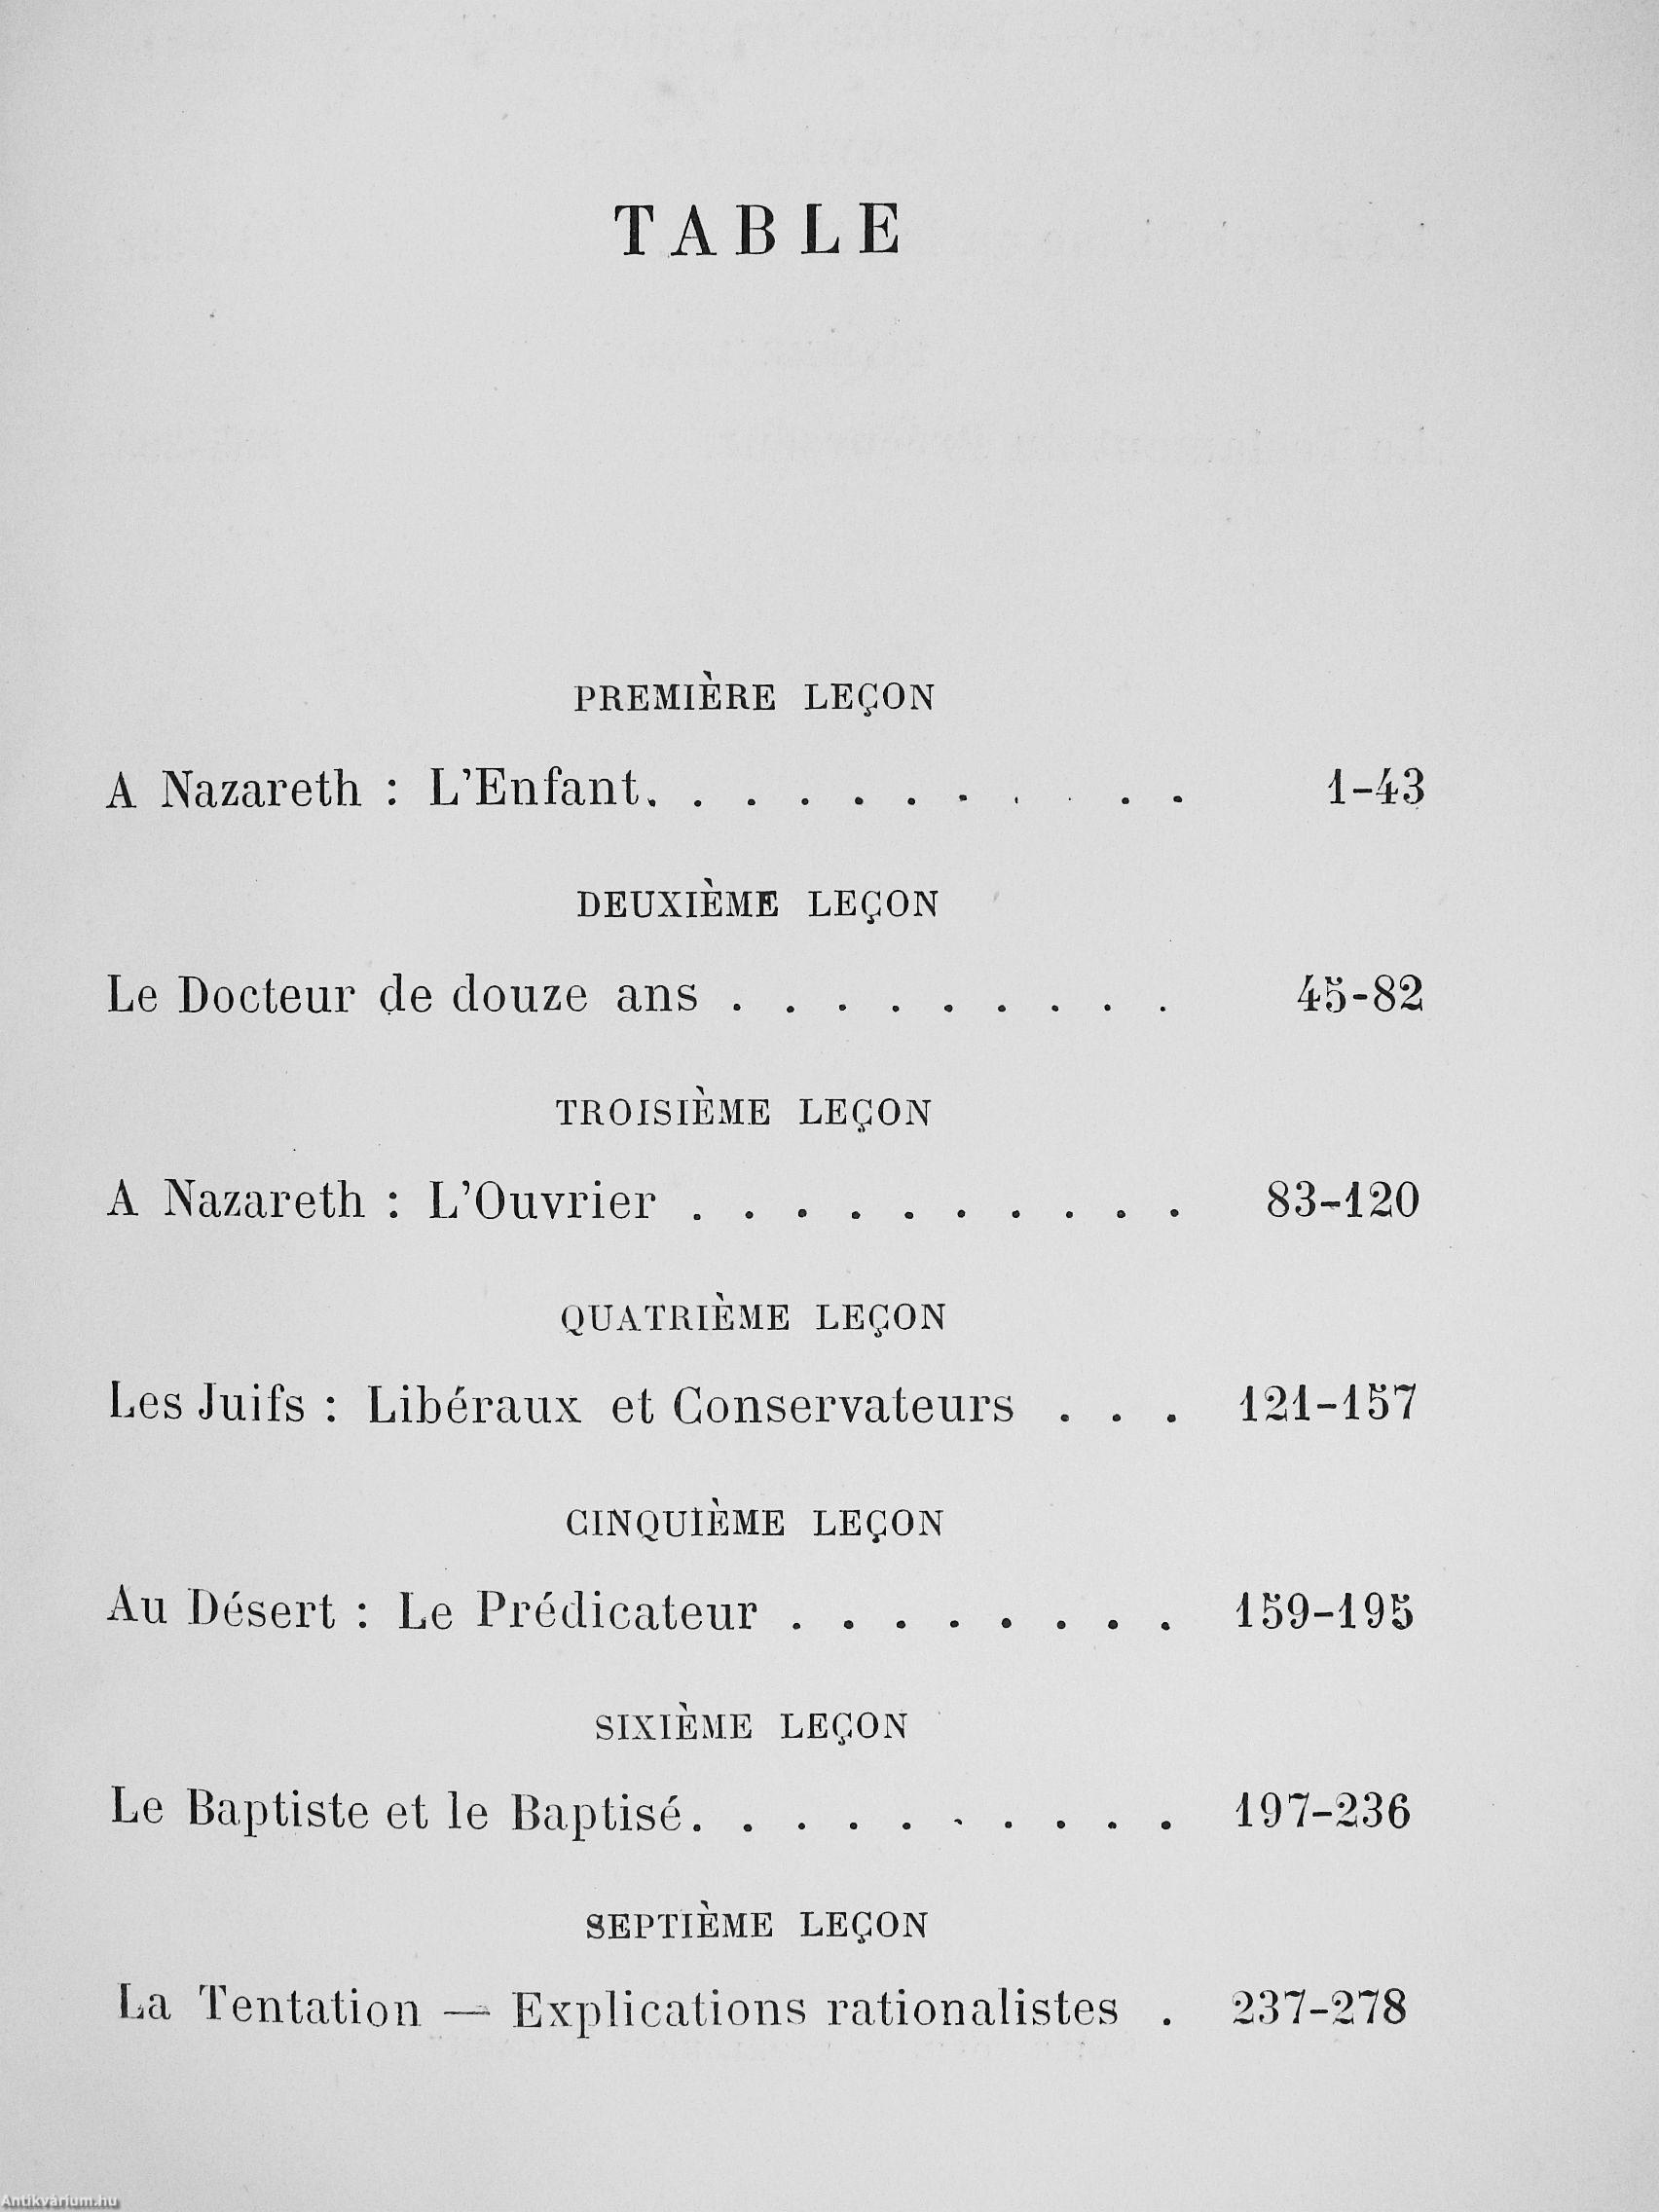 TABLE
PREMIÈRE LEÇON
A Nazareth : L'Enfant. . . . . . . . . . . 1-43
DEUXIÈME LEÇON
Le Docteur de douze ans . . . . . . . . . 45-82
TROISIÈME LEÇON
A Nazareth : L'Ouvrier . . . . . . . . . . 83-120
QUATRIÈME LEÇON
Les Juifs : Libéraux et Conservateurs . . . 121-157
CINQUIÈME LEÇON
Au Désert : Le Prédicateur . . . . . . . . 159-195
SIXIÈME LEÇON
Le Baptiste et le Baptisé. . . . . . . . . . 197-236
SEPTIÈME LEÇON
La Tentation — Explications rationalistes . 237-278
Antikvárium.hu